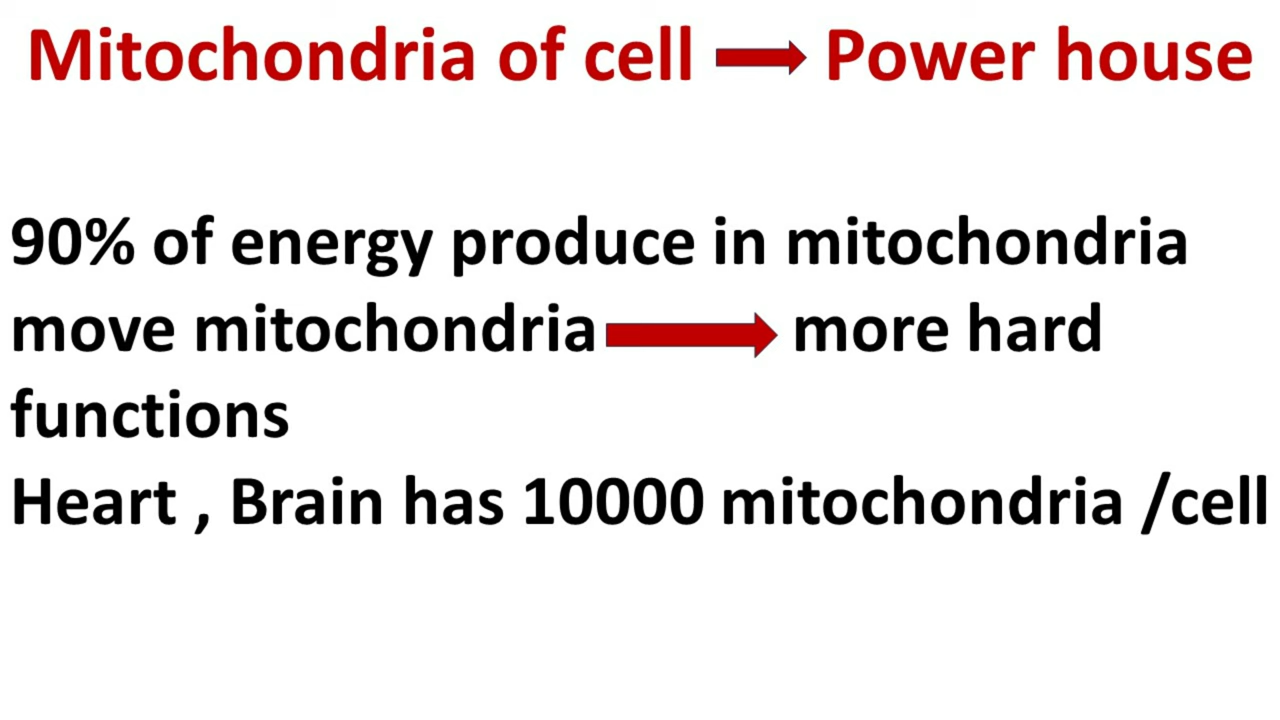 Mitochondria of cell → Power house
90% of energy produce in mitochondria
move mitochondria → more hard
functions
Heart , Brain has 10000 mitochondria /cell